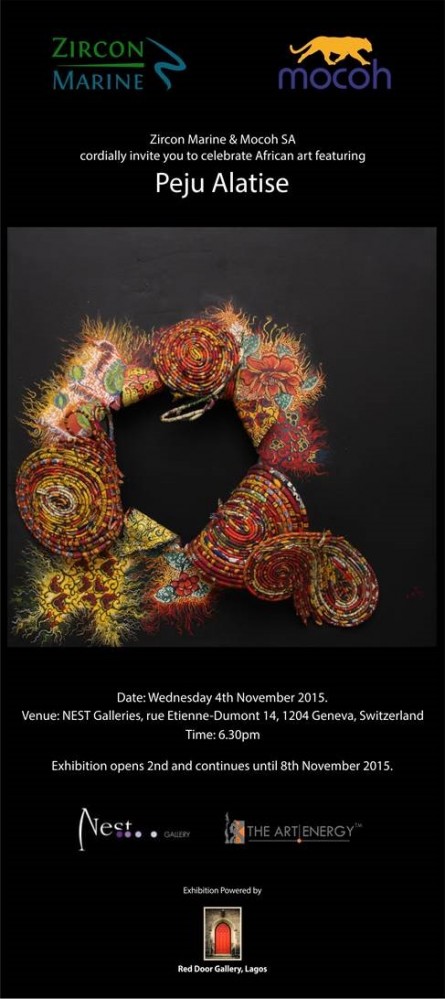 ZIRCON
MARINE
mocoh
Zircon Marine & Mocoh SA
cordially invite you to celebrate African art featuring
Peju Alatise
Date: Wednesday 4th November 2015.
Venue: NEST Galleries, rue Etienne-Dumont 14, 1204 Geneva, Switzerland
Time: 6.30pm
Exhibition opens 2nd and continues until 8th November 2015.
Nest.... GALLERY
THE ART|ENERGY™
Exhibition Powered by
Red Door Gallery, Lagos